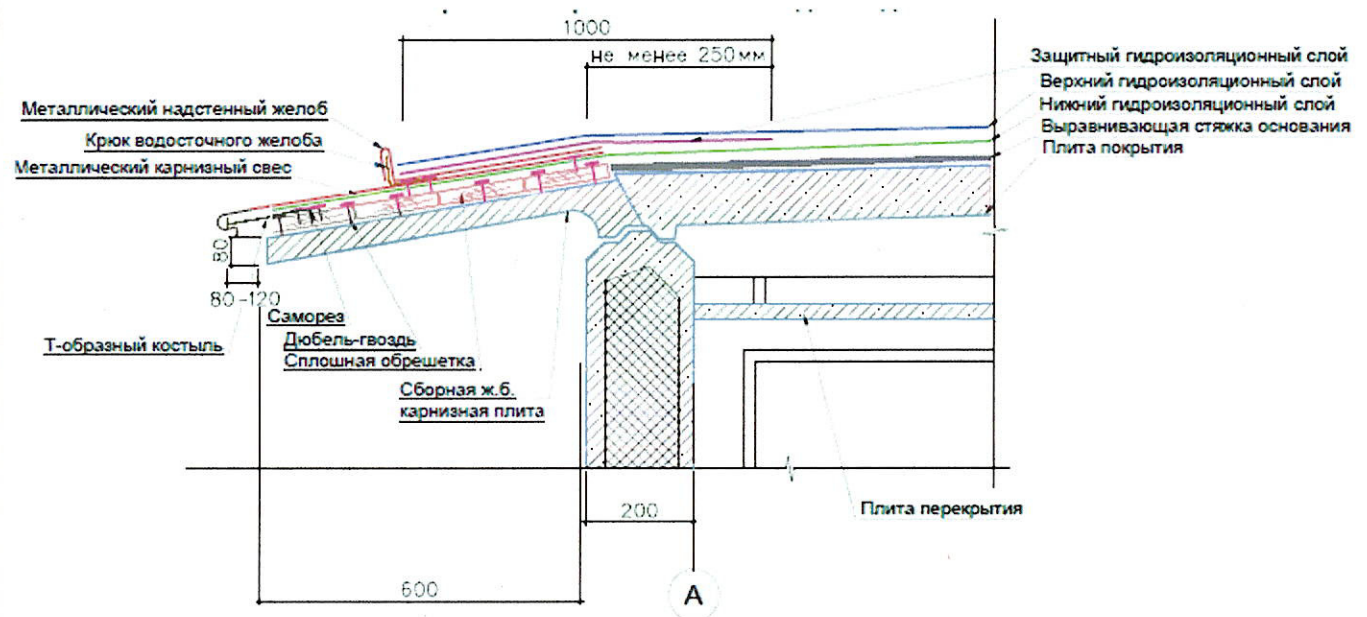 1000
не менее 250мм
Защитный гидроизоляционный слой
Верхний гидроизоляционный слой
Нижний гидроизоляционный слой
Выравнивающая стяжка основания
Плита покрытия
Металлический надстенный желоб
Крюк водосточного желоба
Металлический карнизный свес
80
80-120
Т-образный костыль
Саморез
Дюбель-гвоздь
Сплошная обрешетка
Сборная ж.б.
карнизная плита
Плита перекрытия
200
600
А